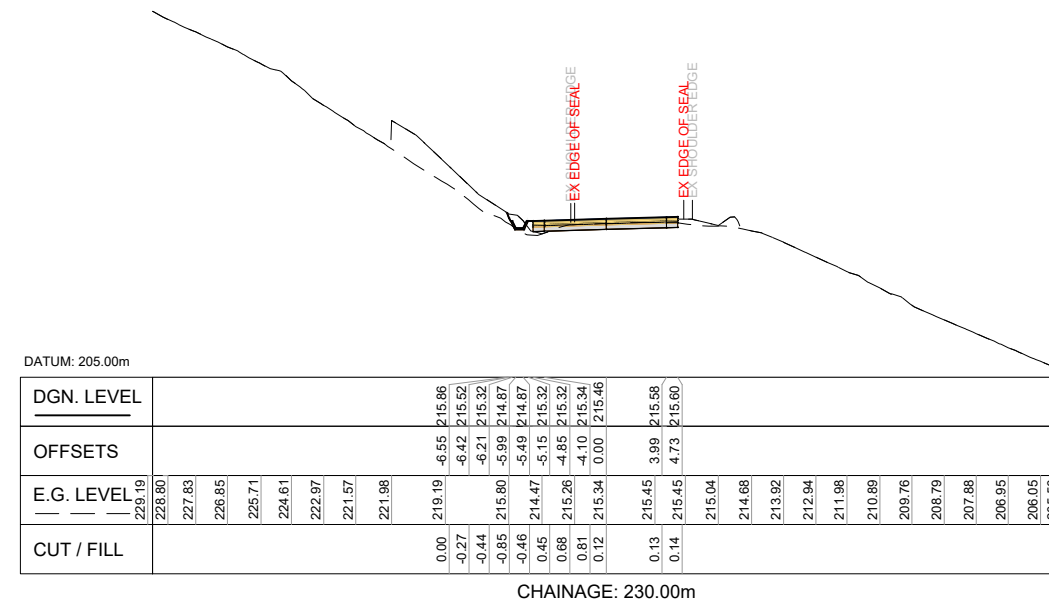 EX SHOULDER EDGE
EX EDGE OF SEAL
EX EDGE OF SEAL
EX SHOULDER EDGE
DATUM: 205.00m
DGN. LEVEL 215.86 215.52 215.32 214.87 214.87 215.32 215.32 215.34 215.46 215.58 215.60
OFFSETS -6.55 -6.42 -6.21 -5.99 -5.49 -5.15 -4.85 -4.10 0.00 3.99 4.73
E.G. LEVEL 229.19 228.80 227.83 226.85 225.71 224.61 222.97 221.57 221.98 219.19 215.80 214.47 215.26 215.34 215.45 215.45 215.04 214.68 213.92 212.94 211.98 210.89 209.76 208.79 207.88 206.95 206.05
CUT / FILL 0.00 -0.27 -0.44 -0.85 -0.46 0.45 0.68 0.81 0.12 0.13 0.14
CHAINAGE: 230.00m